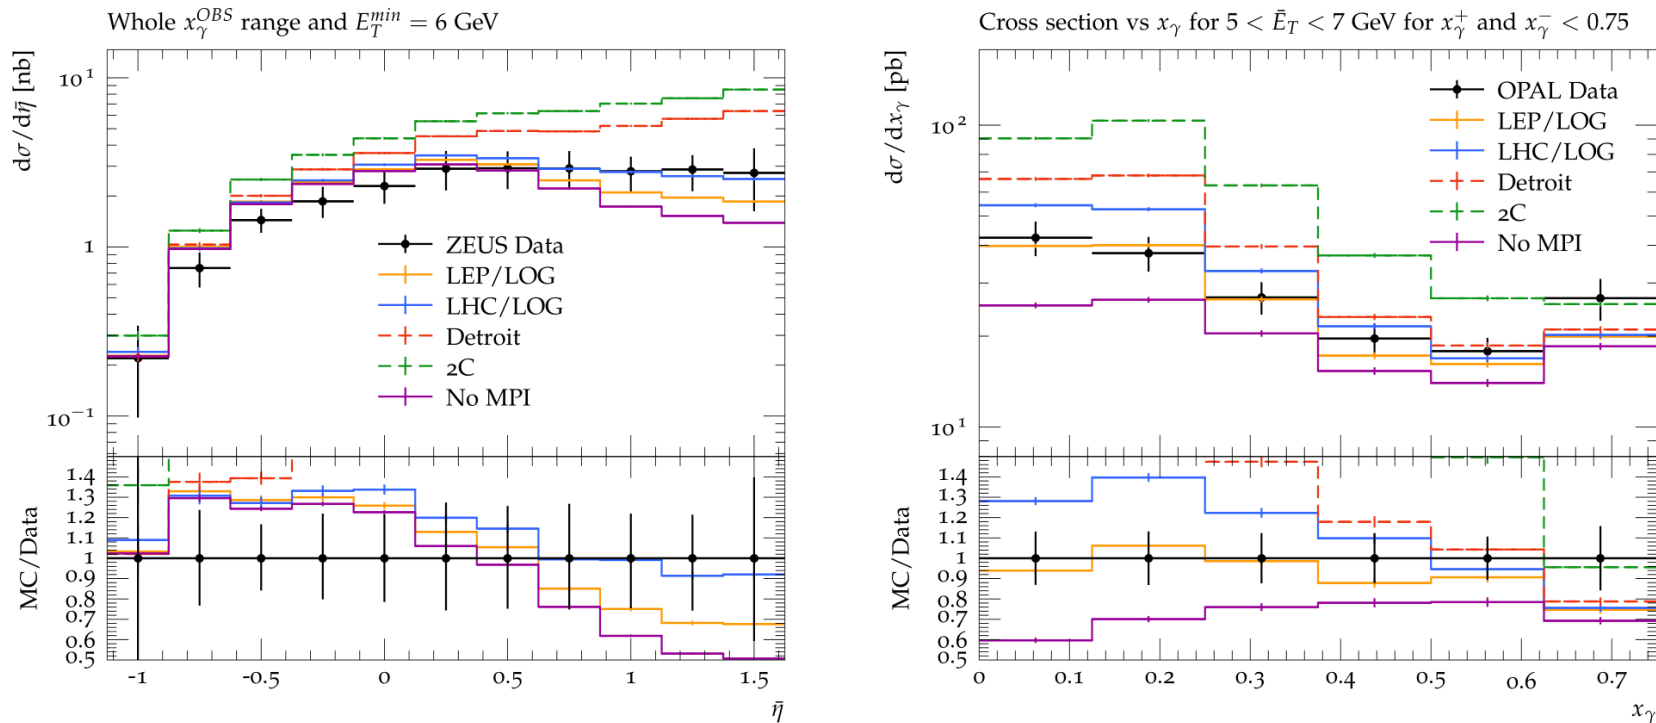 Whole x_γ^{OBS} range and E_T^{min} = 6 GeV
dσ/dη̄ [nb]
10¹
1
10⁻¹
ZEUS Data
LEP/LOG
LHC/LOG
Detroit
2C
No MPI
MC/Data
1.4
1.3
1.2
1.1
1
0.9
0.8
0.7
0.6
0.5
-1 -0.5 0 0.5 1 1.5
η̄
Cross section vs x_γ for 5 < Ē_T < 7 GeV for x_γ^+ and x_γ^- < 0.75
dσ/dx_γ [pb]
10²
10¹
OPAL Data
LEP/LOG
LHC/LOG
Detroit
2C
No MPI
MC/Data
1.4
1.3
1.2
1.1
1
0.9
0.8
0.7
0.6
0.5
0 0.1 0.2 0.3 0.4 0.5 0.6 0.7
x_γ